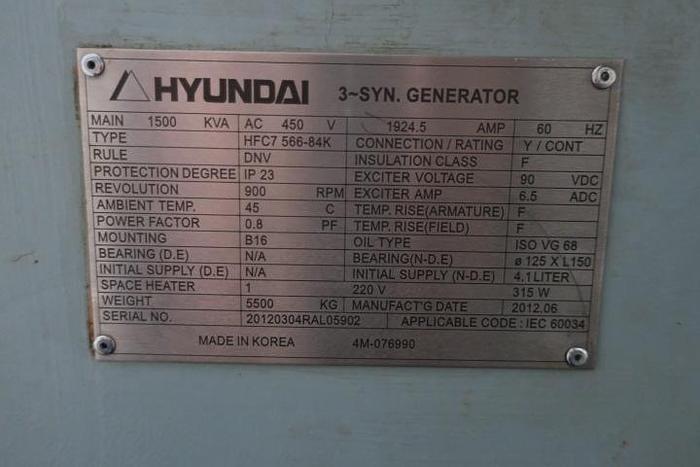 HYUNDAI 3~SYN. GENERATOR
MAIN 1500 KVA AC 450 V 1924.5 AMP 60 HZ
TYPE HFC7 566-84K CONNECTION / RATING Y / CONT
RULE DNV INSULATION CLASS F
PROTECTION DEGREE IP 23 EXCITER VOLTAGE 90 VDC
REVOLUTION 900 RPM EXCITER AMP 6.5 ADC
AMBIENT TEMP. 45 C TEMP. RISE(ARMATURE) F
POWER FACTOR 0.8 PF TEMP. RISE(FIELD) F
MOUNTING B16 OIL TYPE ISO VG 68
BEARING (D.E) N/A BEARING(N-D.E) ø 125 X L150
INITIAL SUPPLY (D.E) N/A INITIAL SUPPLY (N-D.E) 4,1LITER
SPACE HEATER 1 220 V 315 W
WEIGHT 5500 KG MANUFACT'G DATE 2012.06
SERIAL NO. 20120304RAL05902 APPLICABLE CODE : IEC 60034
MADE IN KOREA 4M-076990